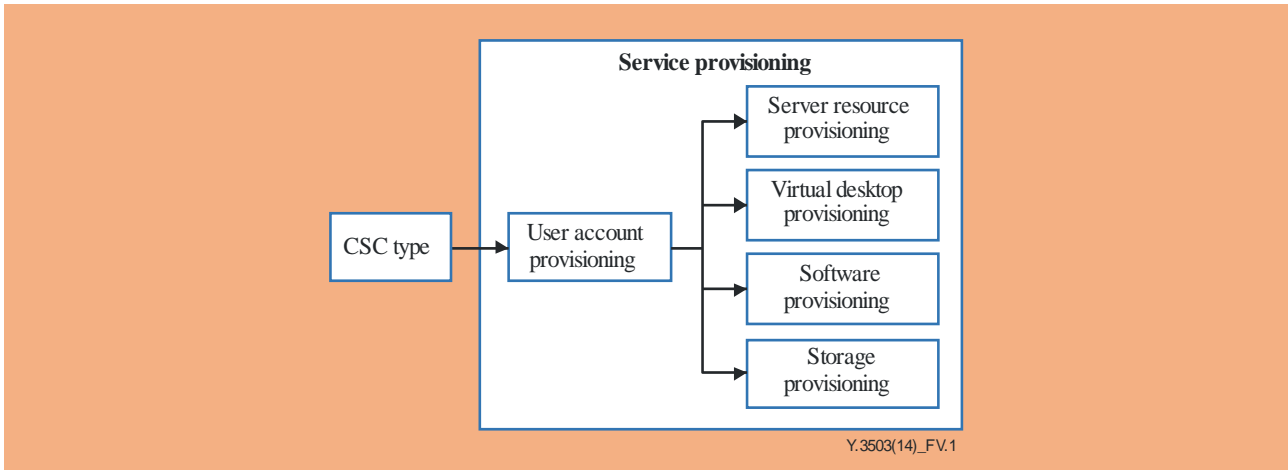 Service provisioning
Server resource
provisioning
Virtual desktop
provisioning
CSC type
User account
provisioning
Software
provisioning
Storage
provisioning
Y.3503(14)_FV.1